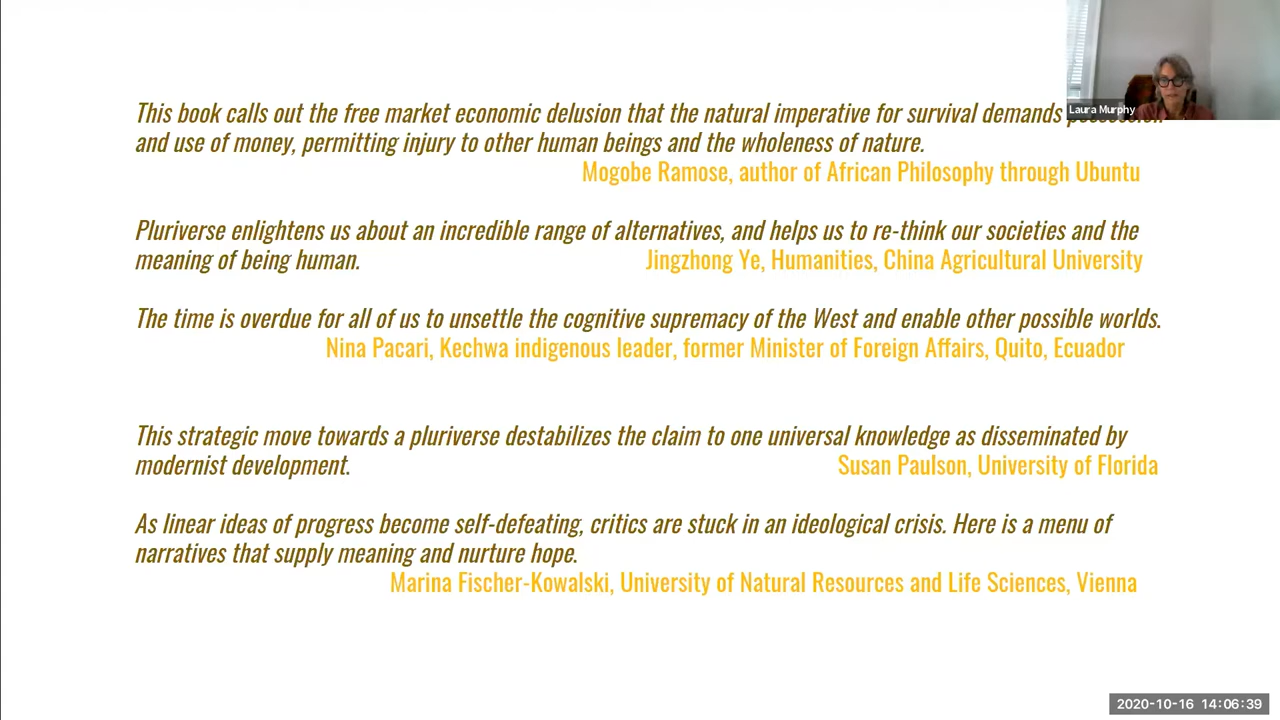 This book calls out the free market economic delusion that the natural imperative for survival demands
and use of money, permitting injury to other human beings and the wholeness of nature.
Mogobe Ramose, author of African Philosophy through Ubuntu
Pluriverse enlightens us about an incredible range of alternatives, and helps us to re-think our societies and the
meaning of being human. Jingzhong Ye, Humanities, China Agricultural University
The time is overdue for all of us to unsettle the cognitive supremacy of the West and enable other possible worlds.
Nina Pacari, Kechwa indigenous leader, former Minister of Foreign Affairs, Quito, Ecuador
This strategic move towards a pluriverse destabilizes the claim to one universal knowledge as disseminated by
modernist development. Susan Paulson, University of Florida
As linear ideas of progress become self-defeating, critics are stuck in an ideological crisis. Here is a menu of
narratives that supply meaning and nurture hope.
Marina Fischer-Kowalski, University of Natural Resources and Life Sciences, Vienna
Laura Murphy
2020-10-16 14:06:39